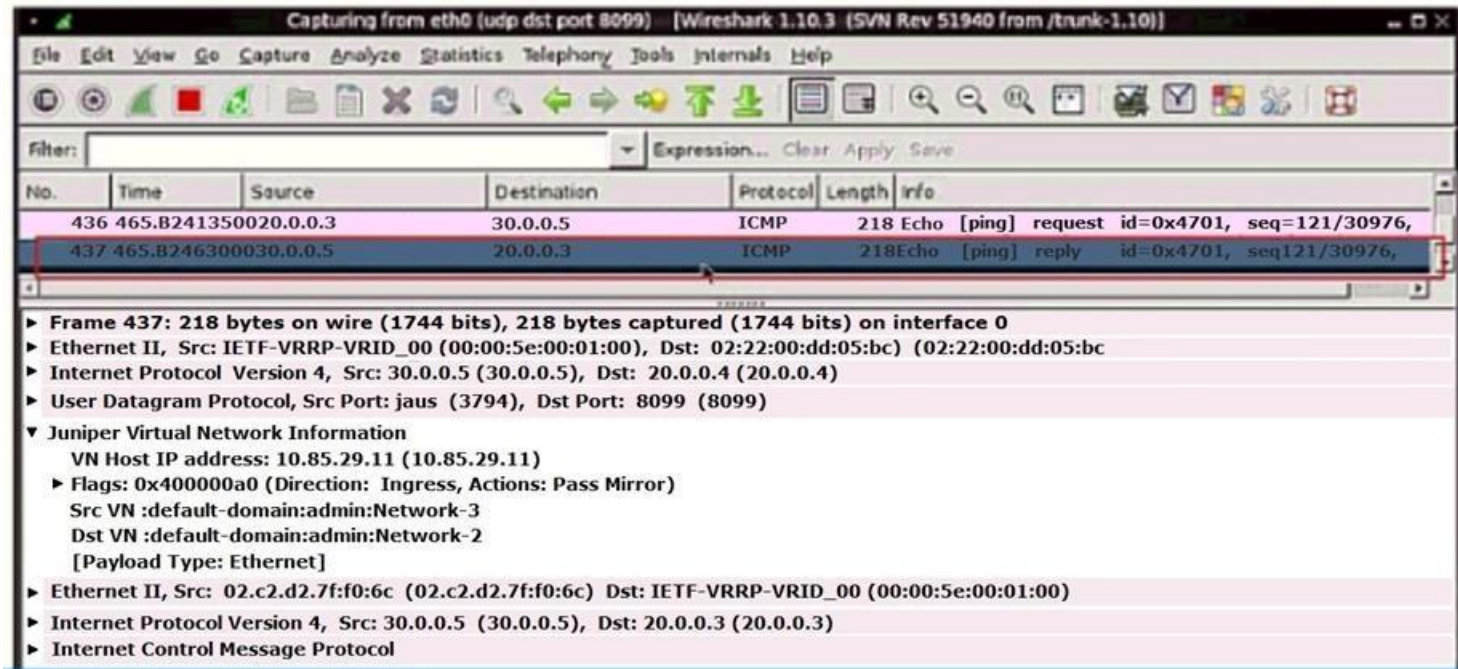 Capturing from eth0 (udp dst port 8099) [Wireshark 1.10.3 (SVN Rev 51940 from /trunk-1.10)]
File Edit View Go Capture Analyze Statistics Telephony Tools Internals Help
Filter: Expression... Clear Apply Save
No. Time Source Destination Protocol Length Info
436 465.B241350020.0.0.3 30.0.0.5 ICMP 218 Echo [ping] request id=0x4701, seq=121/30976,
437 465.B246300030.0.0.5 20.0.0.3 ICMP 218Echo [ping] reply id=0x4701, seq121/30976,
Frame 437: 218 bytes on wire (1744 bits), 218 bytes captured (1744 bits) on interface 0
Ethernet II, Src: IETF-VRRP-VRID_00 (00:00:5e:00:01:00), Dst: 02:22:00:dd:05:bc) (02:22:00:dd:05:bc
Internet Protocol Version 4, Src: 30.0.0.5 (30.0.0.5), Dst: 20.0.0.4 (20.0.0.4)
User Datagram Protocol, Src Port: jaus (3794), Dst Port: 8099 (8099)
Juniper Virtual Network Information
VN Host IP address: 10.85.29.11 (10.85.29.11)
Flags: 0x400000a0 (Direction: Ingress, Actions: Pass Mirror)
Src VN :default-domain:admin:Network-3
Dst VN :default-domain:admin:Network-2
[Payload Type: Ethernet]
Ethernet II, Src: 02.c2.d2.7f:f0:6c (02.c2.d2.7f:f0:6c) Dst: IETF-VRRP-VRID_00 (00:00:5e:00:01:00)
Internet Protocol Version 4, Src: 30.0.0.5 (30.0.0.5), Dst: 20.0.0.3 (20.0.0.3)
Internet Control Message Protocol